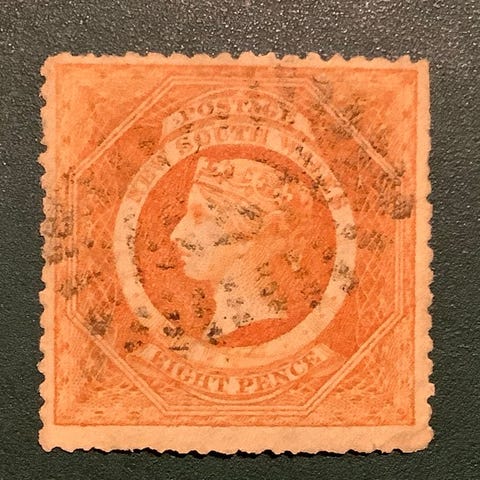 POSTAGE
NEW SOUTH WALES
EIGHT PENCE